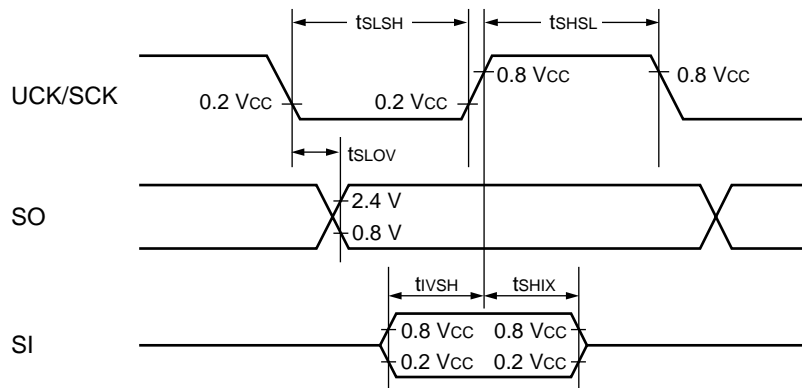 tSLSH tSHSL
UCK/SCK 0.2 VCC 0.2 VCC 0.8 VCC 0.8 VCC
tSLOV
SO 2.4 V
0.8 V
tIVSH tSHIX
SI 0.8 VCC 0.8 VCC
0.2 VCC 0.2 VCC